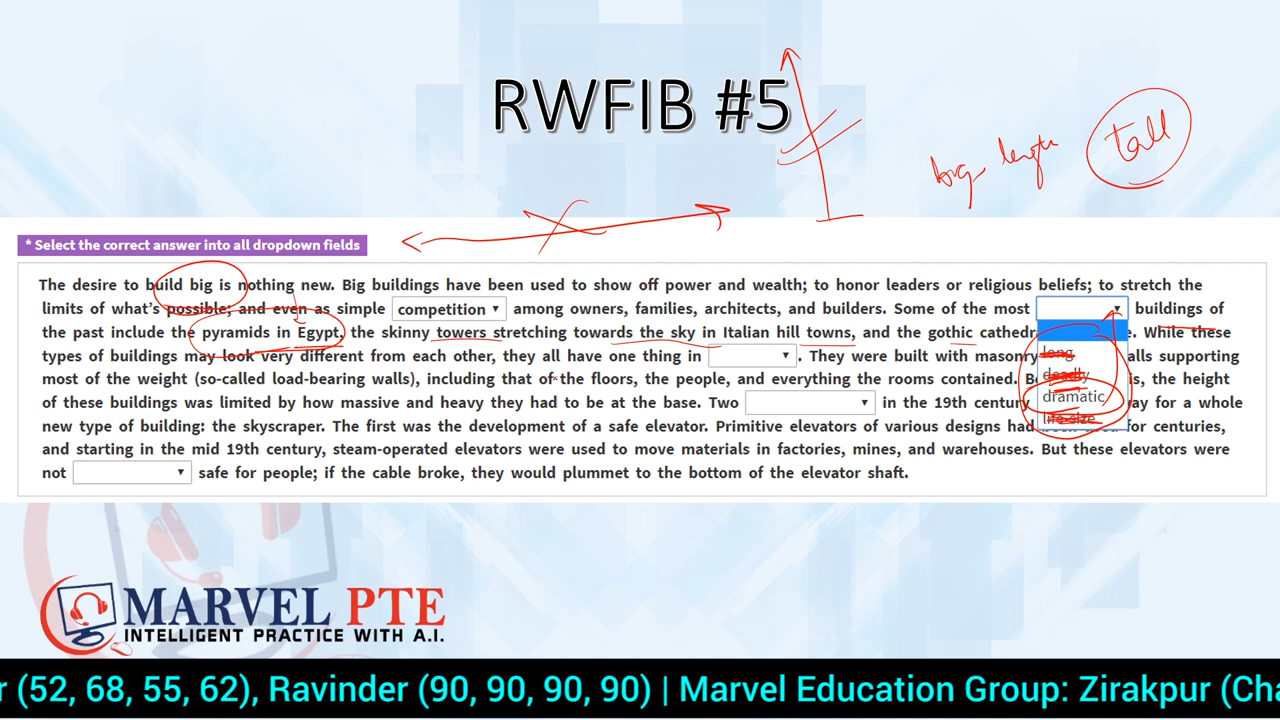 RWFIB #5
big length tall
* Select the correct answer into all dropdown fields
The desire to build big is nothing new. Big buildings have been used to show off power and wealth; to honor leaders or religious beliefs; to stretch the
limits of what's possible; and even as simple competition among owners, families, architects, and builders. Some of the most buildings of
the past include the pyramids in Egypt, the skinny towers stretching towards the sky in Italian hill towns, and the gothic cathedr e. While these
types of buildings may look very different from each other, they all have one thing in . They were built with masonry alls supporting
long
most of the weight (so-called load-bearing walls), including that of the floors, the people, and everything the rooms contained. is, the height
deadly
of these buildings was limited by how massive and heavy they had to be at the base. Two in the 19th century ay for a whole
dramatic
new type of building: the skyscraper. The first was the development of a safe elevator. Primitive elevators of various designs had for centuries,
life-size
and starting in the mid 19th century, steam-operated elevators were used to move materials in factories, mines, and warehouses. But these elevators were
not safe for people; if the cable broke, they would plummet to the bottom of the elevator shaft.
MARVEL PTE
INTELLIGENT PRACTICE WITH A.I.
r (52, 68, 55, 62), Ravinder (90, 90, 90, 90) | Marvel Education Group: Zirakpur (Cha